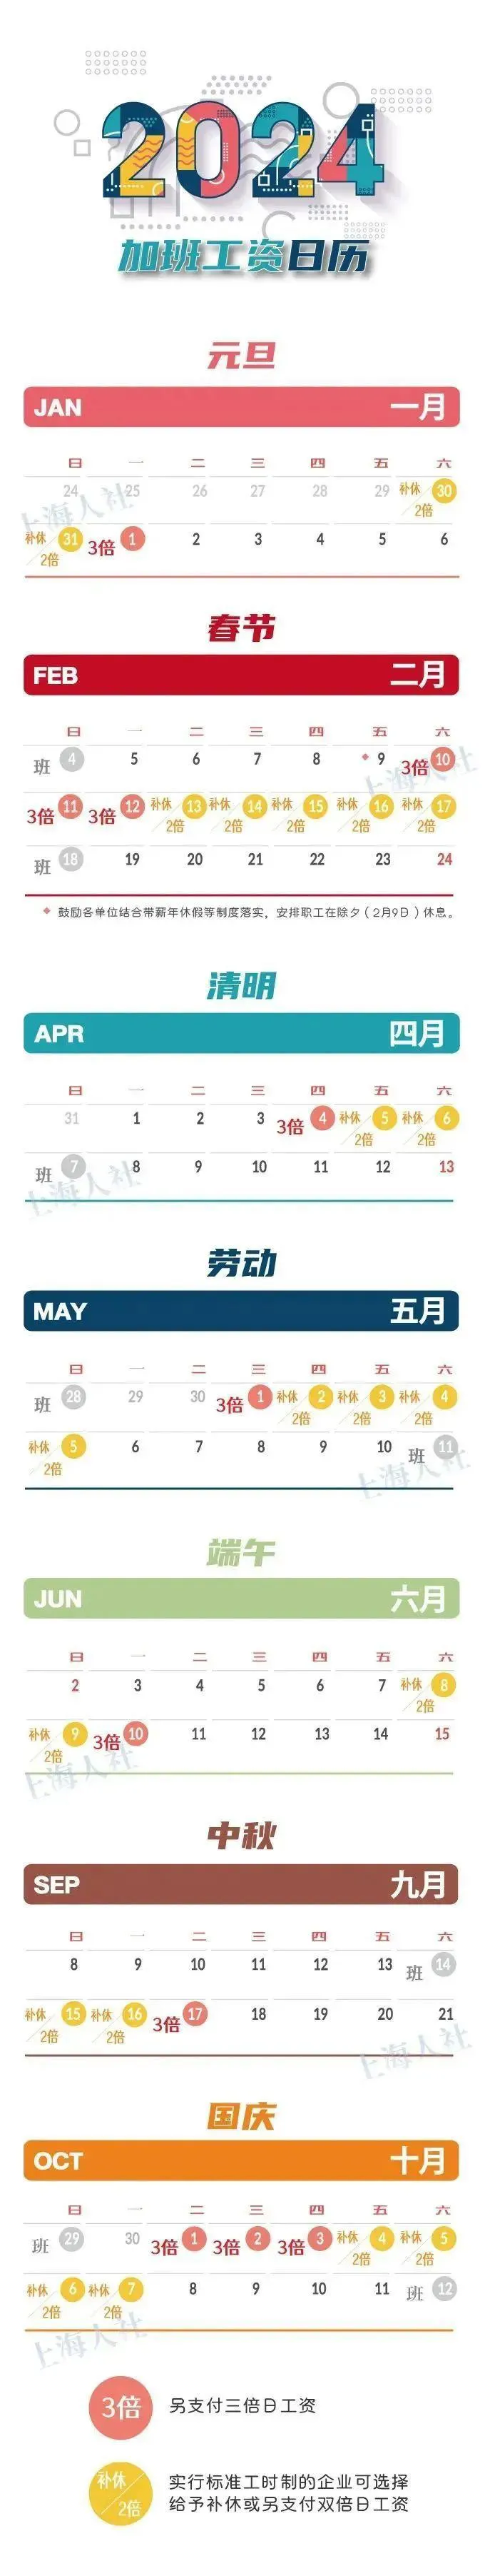 2024
加班工资日历
元旦
JAN 一月
日 一 二 三 四 五 六
24 25 26 27 28 29 补休/2倍 30
补休/2倍 31 3倍 1 2 3 4 5 6
上海人社
春节
FEB 二月
日 一 二 三 四 五 六
班 4 5 6 7 8 9 3倍 10
上海人社
3倍 11 3倍 12 补休/2倍 13 补休/2倍 14 补休/2倍 15 补休/2倍 16 补休/2倍 17
班 18 19 20 21 22 23 24
鼓励各单位结合带薪年休假等制度落实，安排职工在除夕（2月9日）休息。
清明
APR 四月
日 一 二 三 四 五 六
31 1 2 3 3倍 4 补休/2倍 5 补休/2倍 6
班 7 8 9 10 11 12 13
上海人社
劳动
MAY 五月
日 一 二 三 四 五 六
班 28 29 30 3倍 1 补休/2倍 2 补休/2倍 3 补休/2倍 4
补休/2倍 5 6 7 8 9 10 班 11
上海人社
端午
JUN 六月
日 一 二 三 四 五 六
2 3 4 5 6 7 补休/2倍 8
补休/2倍 9 3倍 10 11 12 13 14 15
上海人社
中秋
SEP 九月
日 一 二 三 四 五 六
8 9 10 11 12 13 班 14
补休/2倍 15 补休/2倍 16 3倍 17 18 19 20 21
上海人社
国庆
OCT 十月
日 一 二 三 四 五 六
班 29 30 3倍 1 3倍 2 3倍 3 补休/2倍 4 补休/2倍 5
补休/2倍 6 补休/2倍 7 8 9 10 11 班 12
上海人社
3倍 另支付三倍日工资
补休/2倍 实行标准工时制的企业可选择
给予补休或另支付双倍日工资